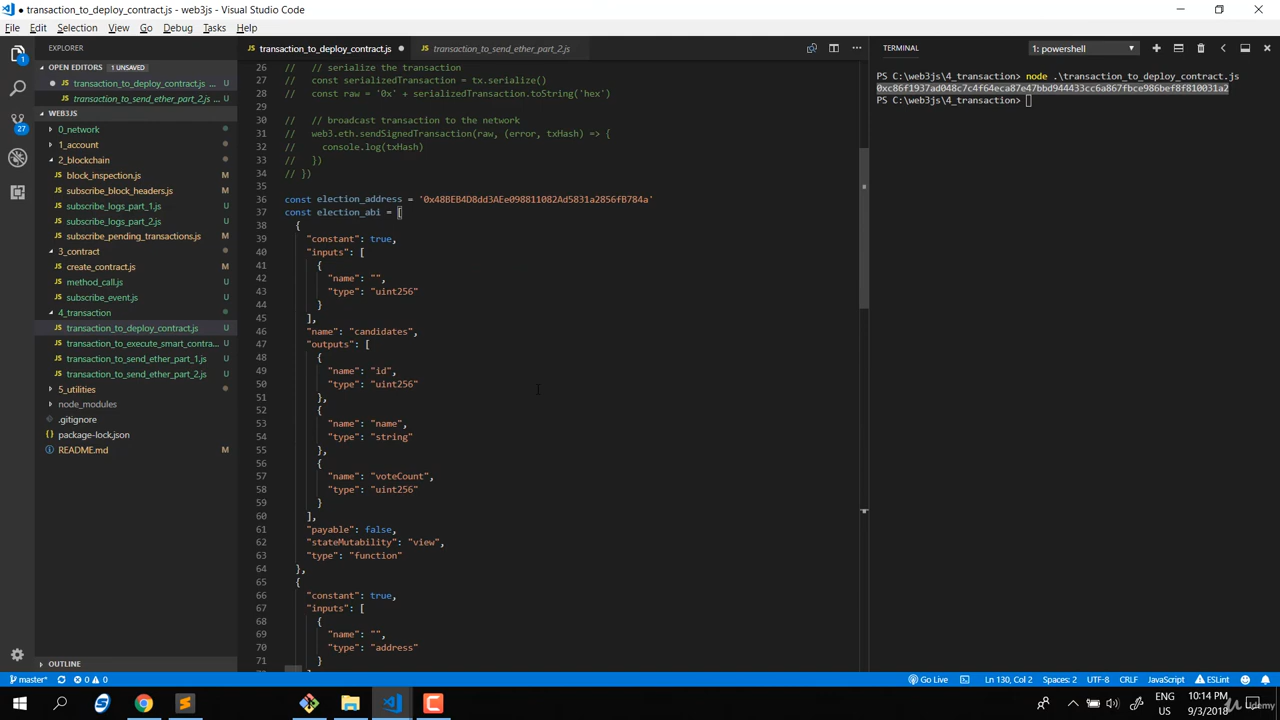 transaction_to_deploy_contract.js - web3js - Visual Studio Code
File Edit Selection View Go Debug Tasks Help
EXPLORER
OPEN EDITORS 1 UNSAVED
transaction_to_deploy_contract.js ...
transaction_to_send_ether_part_2.js ... U
WEB3JS
0_network
1_account
2_blockchain
block_inspection.js M
subscribe_block_headers.js M
subscribe_logs_part_1.js U
subscribe_logs_part_2.js U
subscribe_pending_transactions.js M
3_contract
create_contract.js M
method_call.js U
subscribe_event.js U
4_transaction
transaction_to_deploy_contract.js U
transaction_to_execute_smart_contra... U
transaction_to_send_ether_part_1.js U
transaction_to_send_ether_part_2.js U
5_utilities
node_modules
.gitignore
package-lock.json
README.md M
OUTLINE
1
27
transaction_to_deploy_contract.js
transaction_to_send_ether_part_2.js
26 // // serialize the transaction
27 // const serializedTransaction = tx.serialize()
28 // const raw = '0x' + serializedTransaction.toString('hex')
29
30 // // broadcast transaction to the network
31 // web3.eth.sendSignedTransaction(raw, (error, txHash) => {
32 // console.log(txHash)
33 // })
34 // })
35
36 const election_address = '0x48BEB4D8dd3AEe098811082Ad5831a2856fB784a'
37 const election_abi = [
38 {
39 "constant": true,
40 "inputs": [
41 {
42 "name": "",
43 "type": "uint256"
44 }
45 ],
46 "name": "candidates",
47 "outputs": [
48 {
49 "name": "id",
50 "type": "uint256"
51 },
52 {
53 "name": "name",
54 "type": "string"
55 },
56 {
57 "name": "voteCount",
58 "type": "uint256"
59 }
60 ],
61 "payable": false,
62 "stateMutability": "view",
63 "type": "function"
64 },
65 {
66 "constant": true,
67 "inputs": [
68 {
69 "name": "",
70 "type": "address"
71 }
TERMINAL
1: powershell
PS C:\web3js\4_transaction> node .\transaction_to_deploy_contract.js
0xc86f1937ad048c7c4f64eca87e47bbd944433cc6a867fbce986bef8f810031a2
PS C:\web3js\4_transaction>
master* 0 0
Go Live Ln 130, Col 2 Spaces: 2 UTF-8 CRLF JavaScript ESLint
ENG
US
10:14 PM
9/3/2018
Udemy